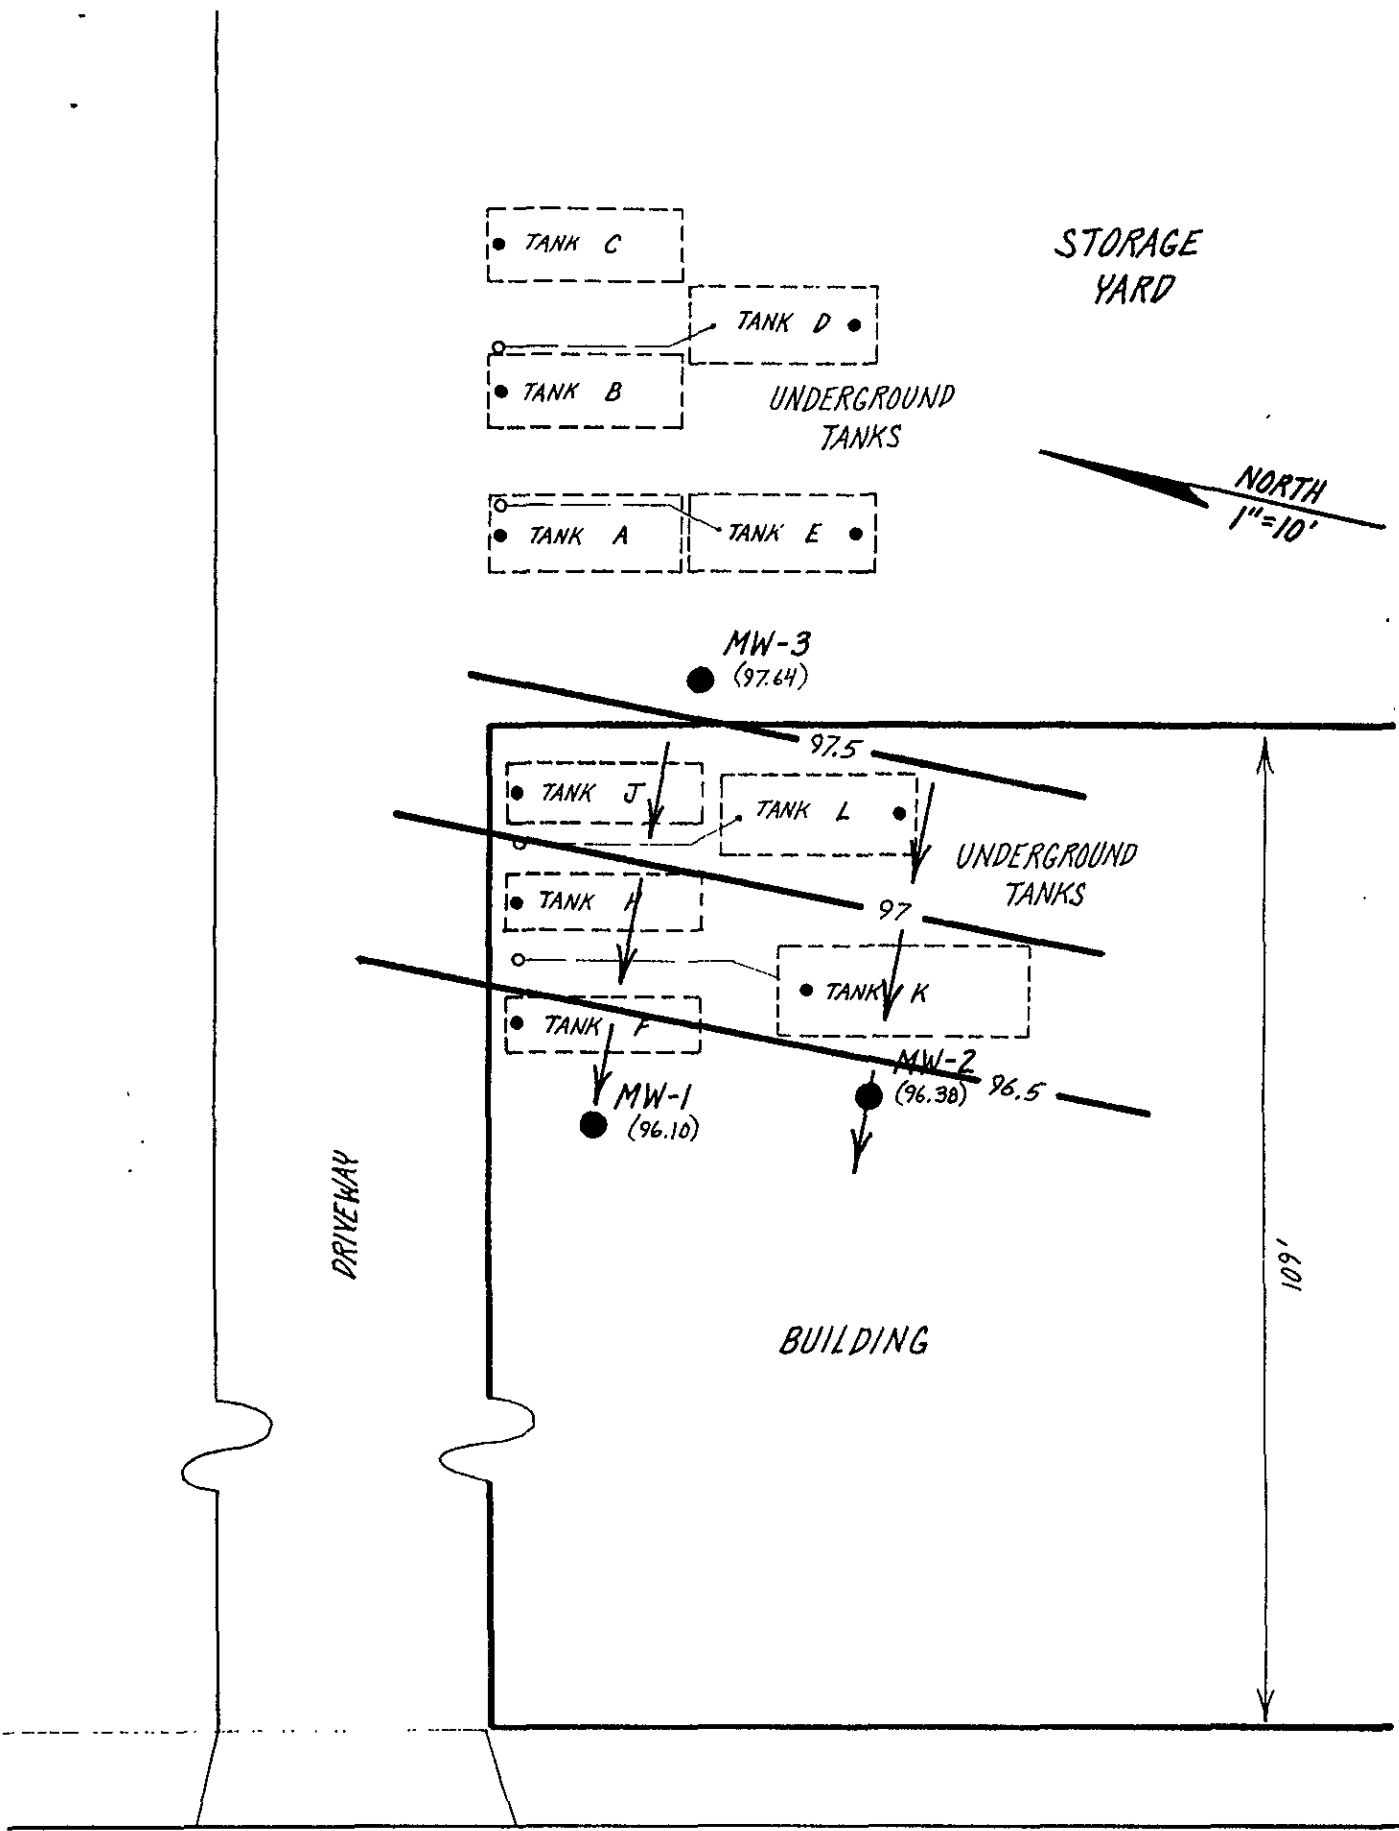 TANK C
STORAGE
YARD
TANK D
TANK B
UNDERGROUND
TANKS
NORTH
1"=10'
TANK A
TANK E
MW-3
(97.64)
97.5
TANK J
TANK L
UNDERGROUND
TANKS
TANK H
97
TANK K
TANK F
MW-2
(96.38)
96.5
MW-1
(96.10)
DRIVEWAY
109'
BUILDING